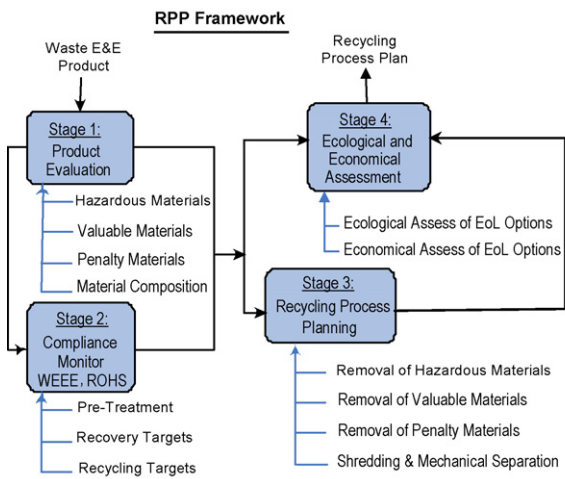 RPP Framework
Waste E&E
Product
Stage 1:
Product
Evaluation
Hazardous Materials
Valuable Materials
Penalty Materials
Material Composition
Stage 2:
Compliance
Monitor
WEEE, ROHS
Pre-Treatment
Recovery Targets
Recycling Targets
Recycling
Process Plan
Stage 4:
Ecological and
Economical
Assessment
Ecological Assess of EoL Options
Economical Assess of EoL Options
Stage 3:
Recycling Process
Planning
Removal of Hazardous Materials
Removal of Valuable Materials
Removal of Penalty Materials
Shredding & Mechanical Separation